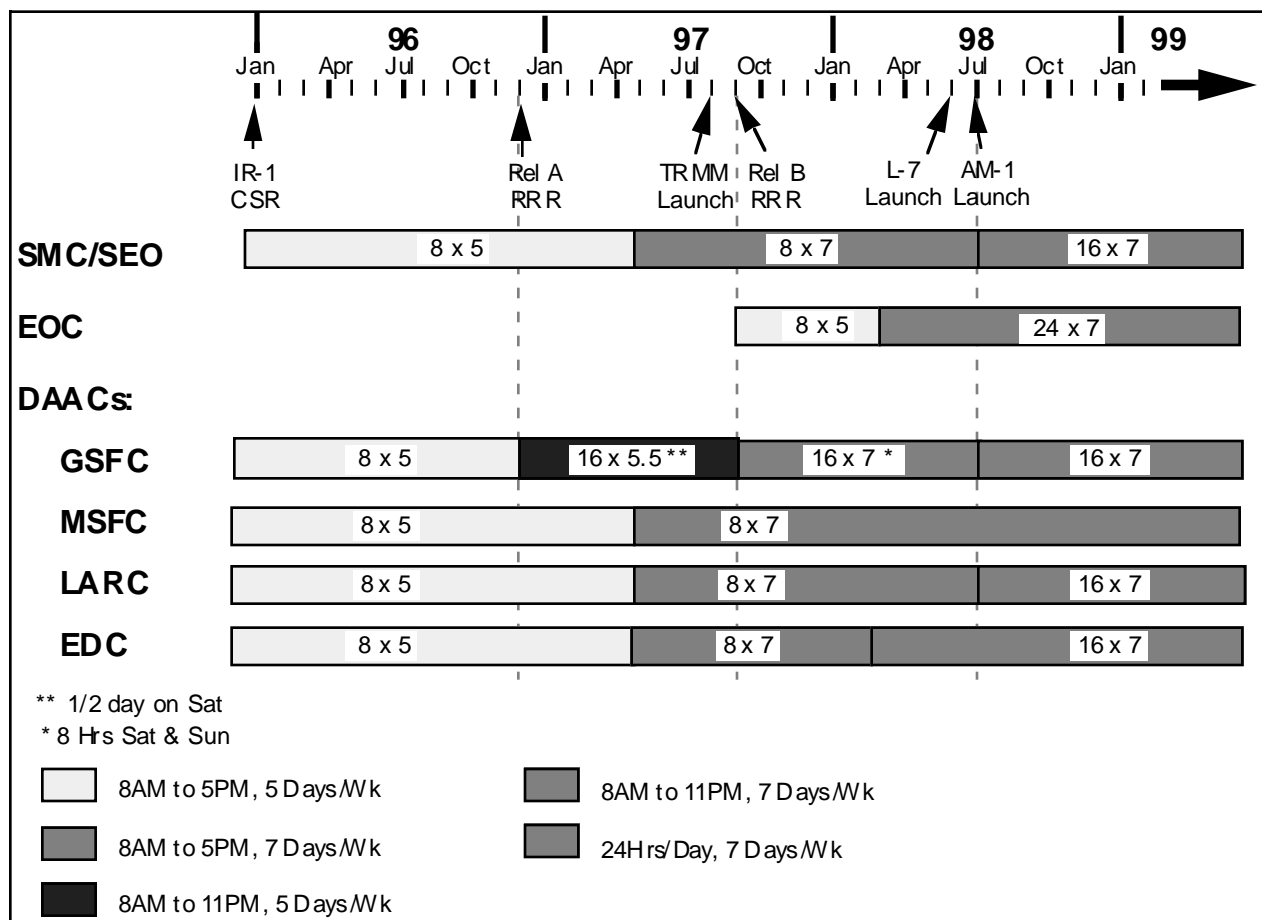 96 97 98 99
Jan Apr Jul Oct Jan Apr Jul Oct Jan Apr Jul Oct Jan
IR-1 Rel A TRMM Rel B L-7 AM-1
CSR RRR Launch RRR Launch Launch
SMC/SEO 8 x 5 8 x 7 16 x 7
EOC 8 x 5 24 x 7
DAACs:
GSFC 8 x 5 16 x 5.5** 16 x 7 * 16 x 7
MSFC 8 x 5 8 x 7
LARC 8 x 5 8 x 7 16 x 7
EDC 8 x 5 8 x 7 16 x 7
** 1/2 day on Sat
* 8 Hrs Sat & Sun
8AM to 5PM, 5 Days/Wk 8AM to 11PM, 7 Days/Wk
8AM to 5PM, 7 Days/Wk 24Hrs/Day, 7 Days/Wk
8AM to 11PM, 5 Days/Wk